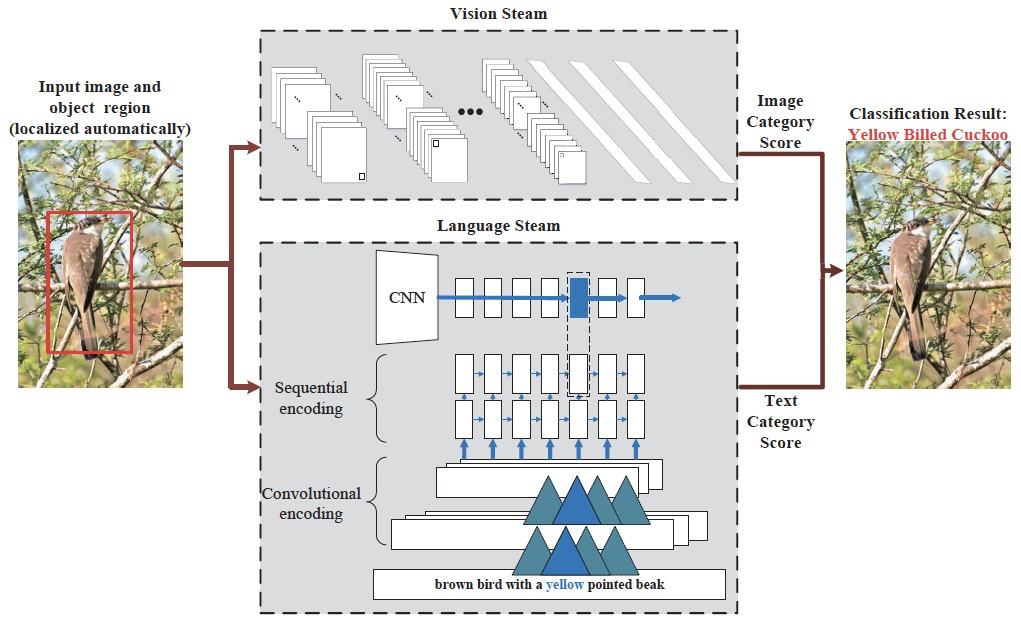 Vision Steam
Input image and
object region
(localized automatically)
Image
Category
Score
Classification Result:
Yellow Billed Cuckoo
Language Steam
CNN
Sequential
encoding
Text
Category
Score
Convolutional
encoding
brown bird with a yellow pointed beak